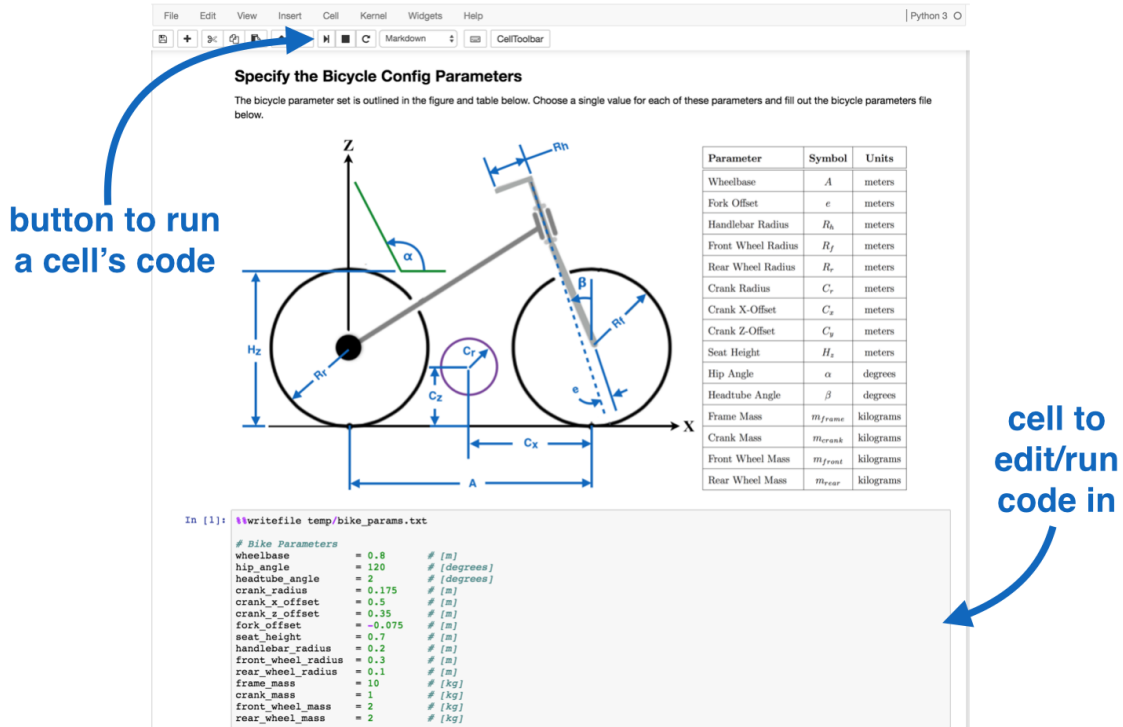 File Edit View Insert Cell Kernel Widgets Help Python 3
Markdown CellToolbar
Specify the Bicycle Config Parameters
The bicycle parameter set is outlined in the figure and table below. Choose a single value for each of these parameters and fill out the bicycle parameters file
below.
button to run
a cell's code
Z
Rh
α
β
Hz
Rr
Cr
Rf
Cz
e
X
Cx
A
Parameter Symbol Units
Wheelbase A meters
Fork Offset e meters
Handlebar Radius Rh meters
Front Wheel Radius Rf meters
Rear Wheel Radius Rr meters
Crank Radius Cr meters
Crank X-Offset Cx meters
Crank Z-Offset Cy meters
Seat Height Hz meters
Hip Angle α degrees
Headtube Angle β degrees
Frame Mass mframe kilograms
Crank Mass mcrank kilograms
Front Wheel Mass mfront kilograms
Rear Wheel Mass mrear kilograms
cell to
edit/run
code in
In [1]: %%writefile temp/bike_params.txt
# Bike Parameters
wheelbase = 0.8 # [m]
hip_angle = 120 # [degrees]
headtube_angle = 2 # [degrees]
crank_radius = 0.175 # [m]
crank_x_offset = 0.5 # [m]
crank_z_offset = 0.35 # [m]
fork_offset = -0.075 # [m]
seat_height = 0.7 # [m]
handlebar_radius = 0.2 # [m]
front_wheel_radius = 0.3 # [m]
rear_wheel_radius = 0.1 # [m]
frame_mass = 10 # [kg]
crank_mass = 1 # [kg]
front_wheel_mass = 2 # [kg]
rear_wheel_mass = 2 # [kg]